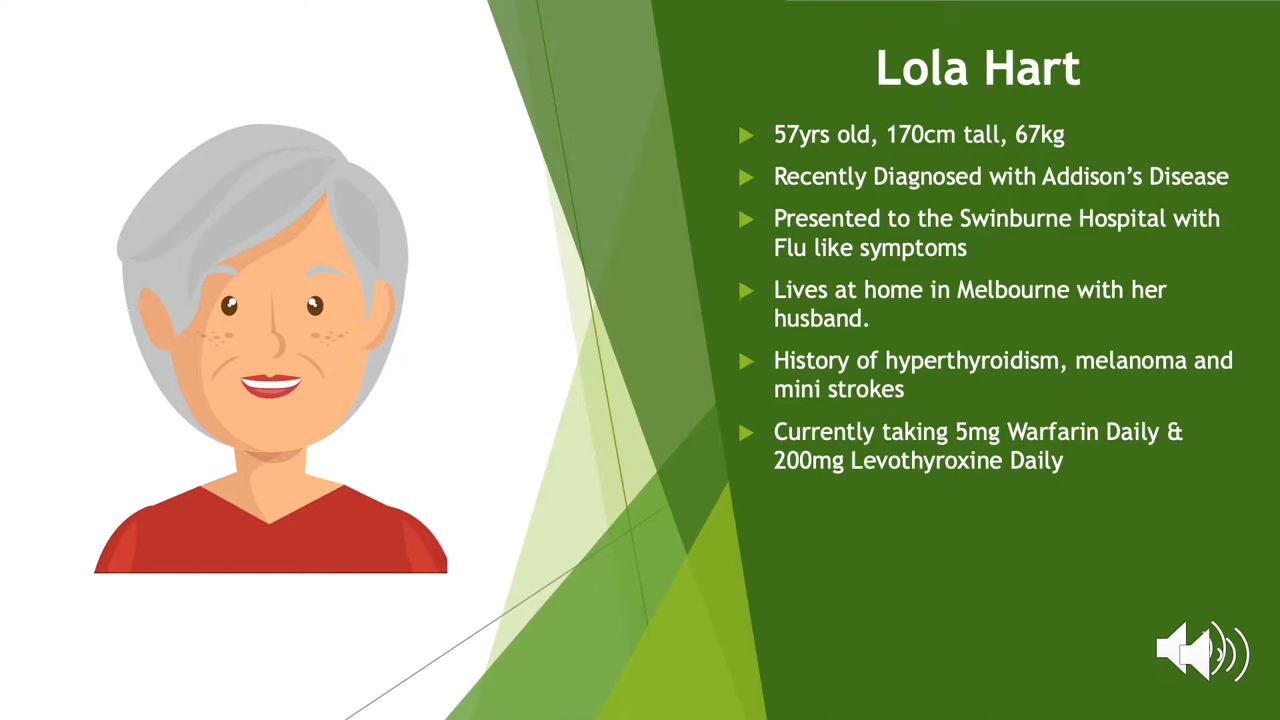 Lola Hart
57yrs old, 170cm tall, 67kg
Recently Diagnosed with Addison's Disease
Presented to the Swinburne Hospital with
Flu like symptoms
Lives at home in Melbourne with her
husband.
History of hyperthyroidism, melanoma and
mini strokes
Currently taking 5mg Warfarin Daily &
200mg Levothyroxine Daily